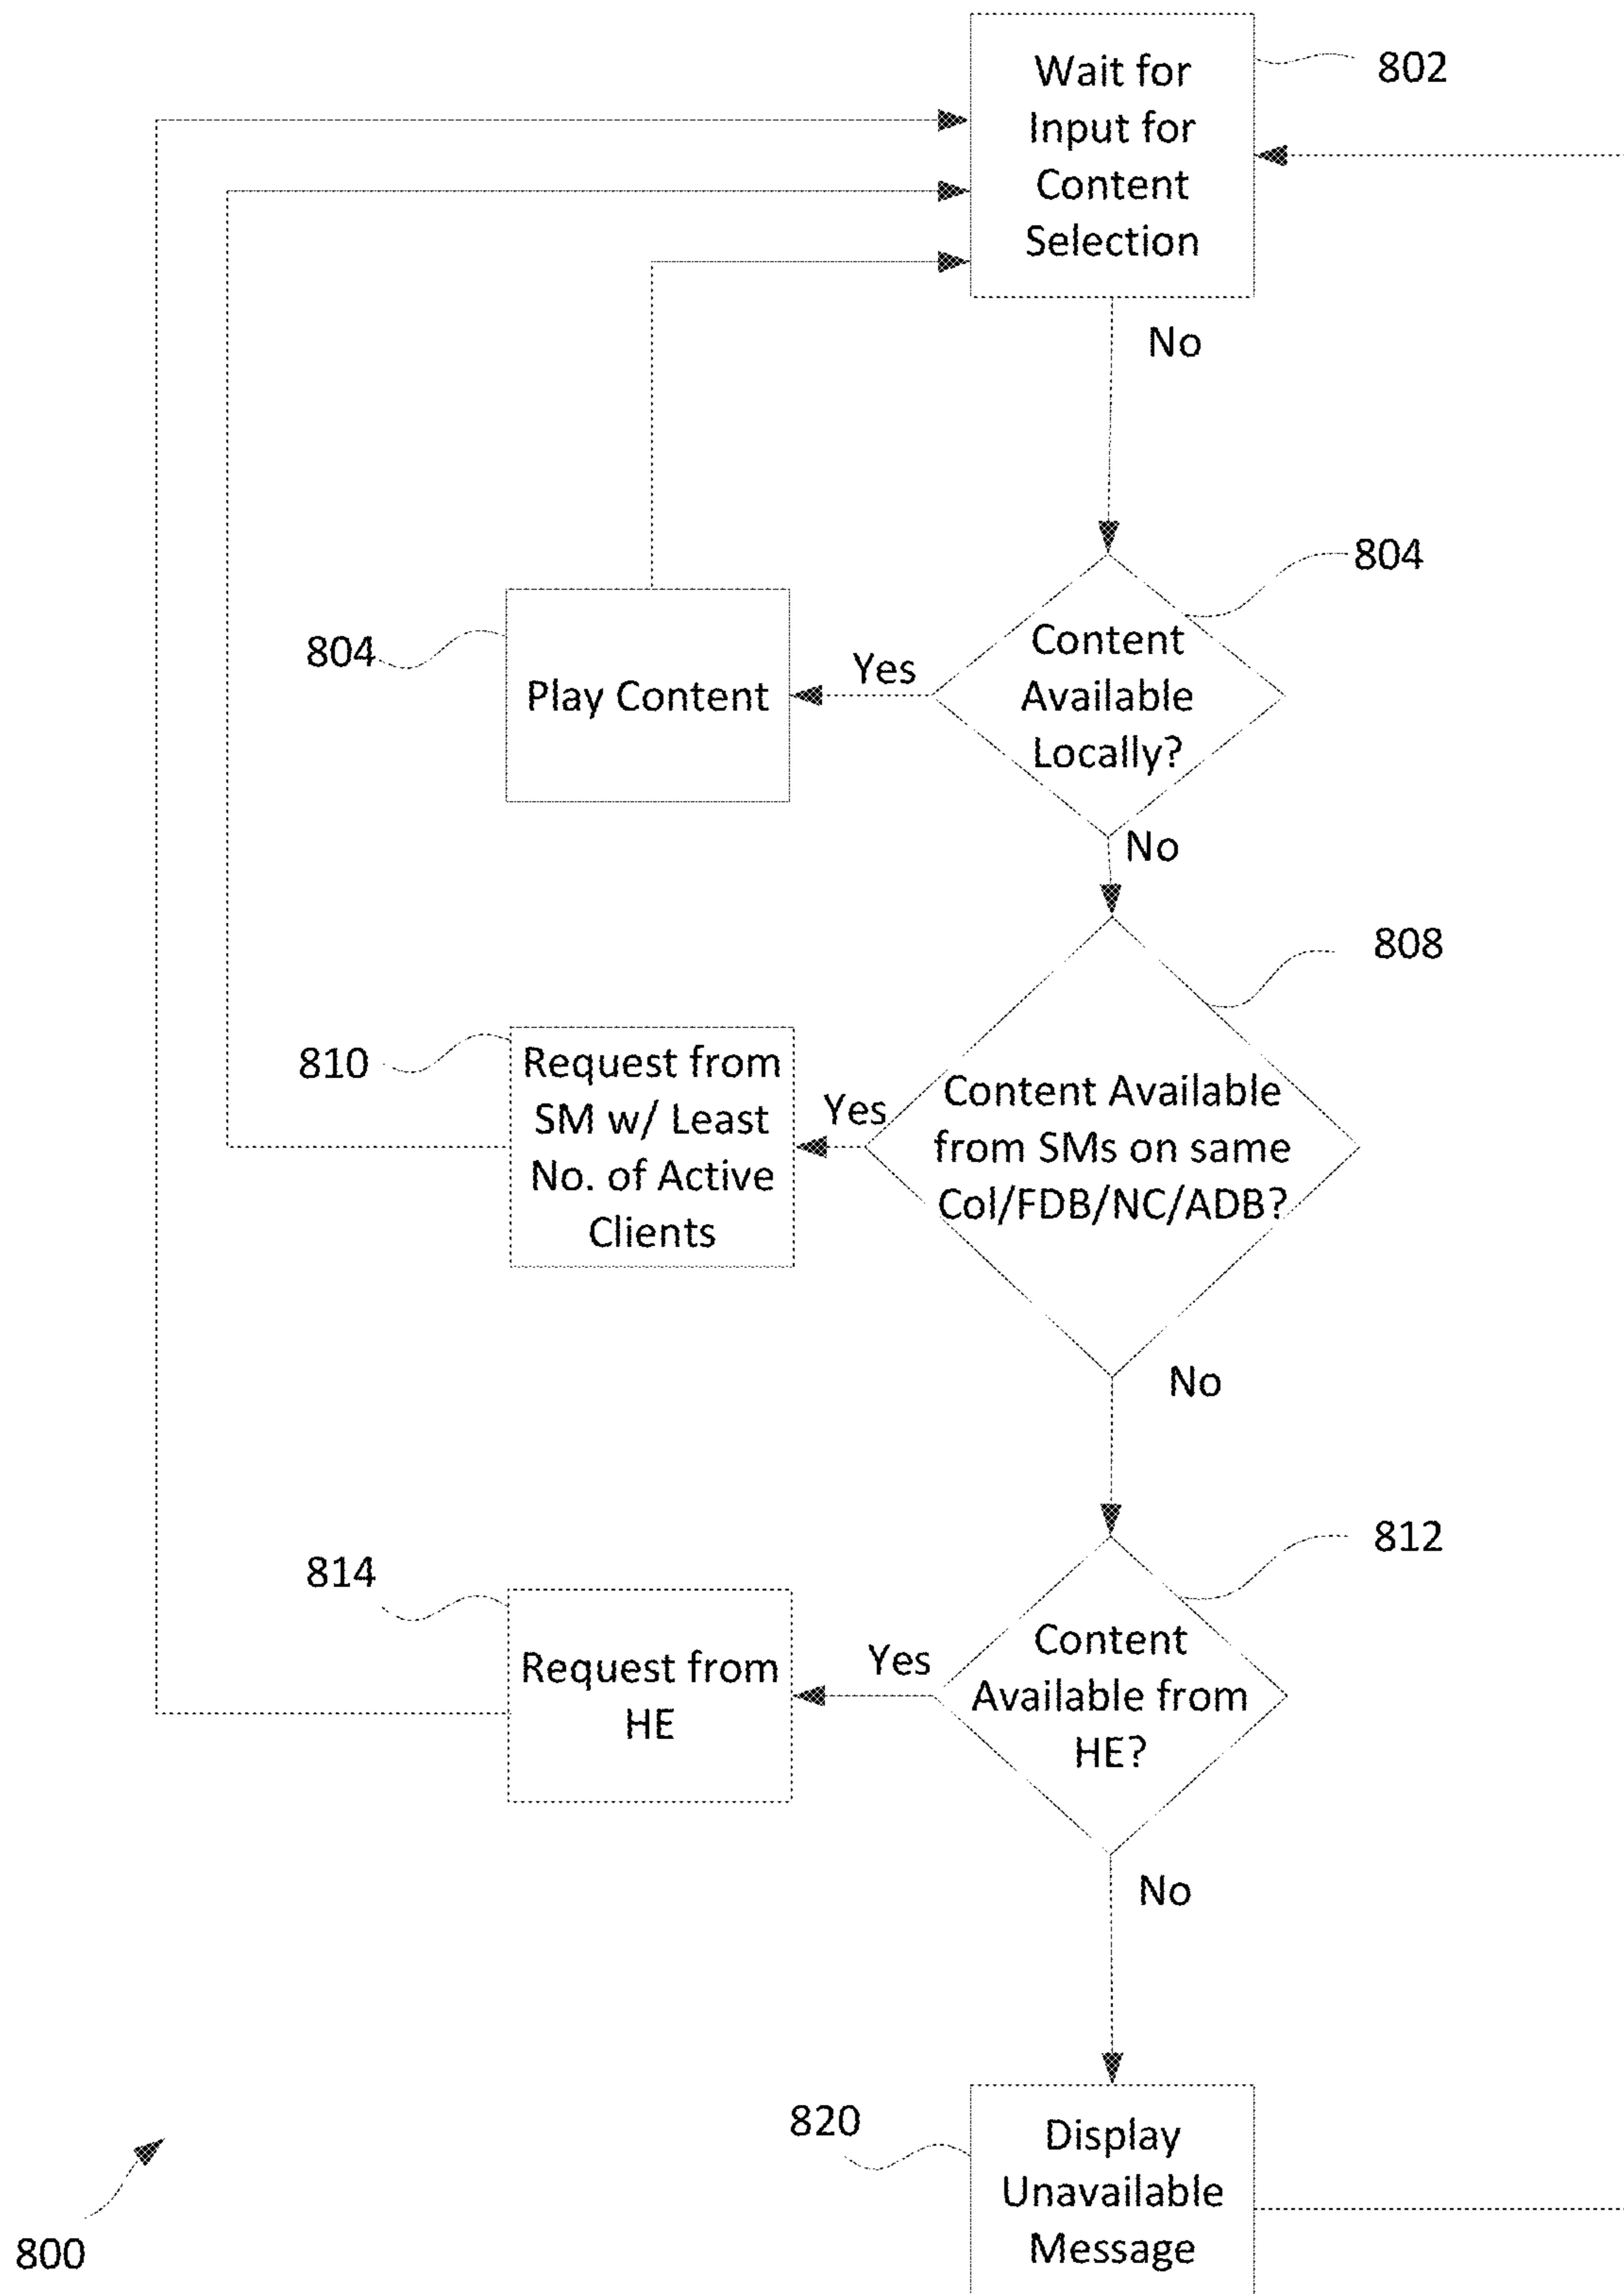 Wait for
Input for
Content
Selection
802
No
804
Content
Available
Locally?
Yes
804
Play Content
No
808
Content Available
from SMs on same
Col/FDB/NC/ADB?
Yes
810
Request from
SM w/ Least
No. of Active
Clients
No
812
Content
Available from
HE?
Yes
814
Request from
HE
No
820
Display
Unavailable
Message
800